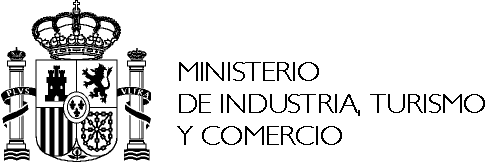 PLVS VLTRA
MINISTERIO
DE INDUSTRIA, TURISMO
Y COMERCIO